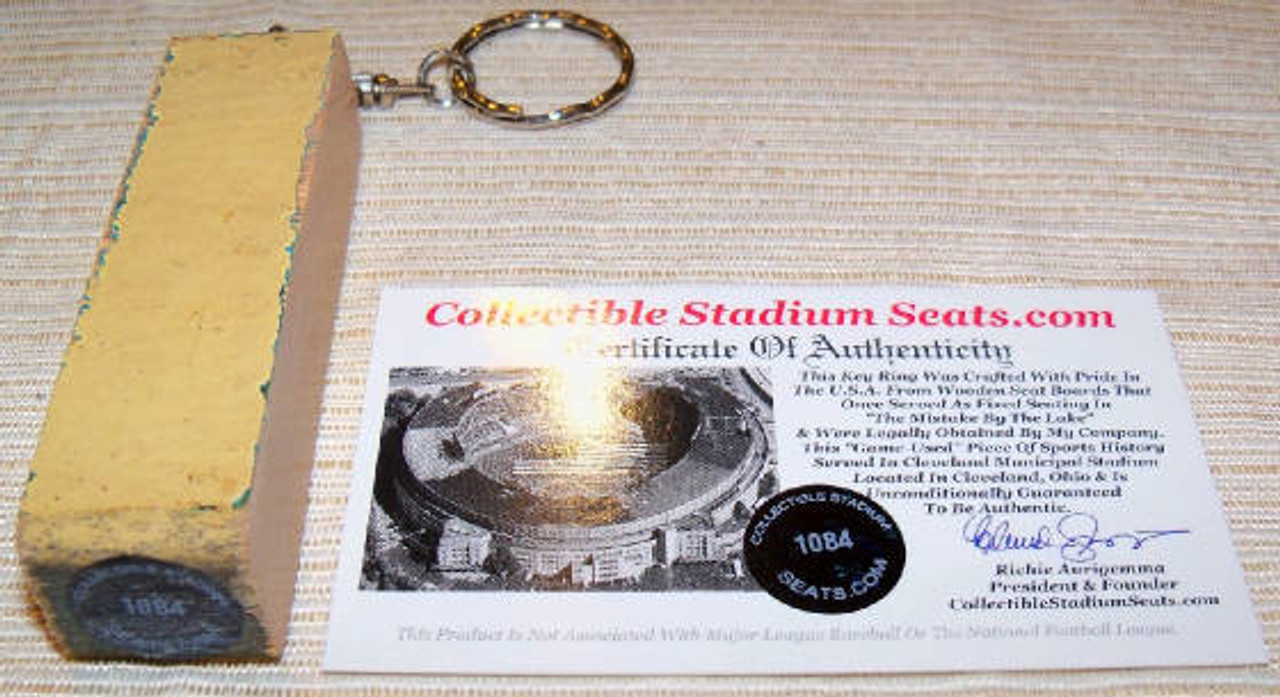 Collectible Stadium Seats.com
Certificate Of Authenticity
This Key Ring Was Crafted With Pride In
The U.S.A. From Wooden Seat Boards That
Once Served As Fixed Seating In
"The Mistake By The Lake"
& Were Legally Obtained By My Company.
This "Game-Used" Piece Of Sports History
Served In Cleveland Municipal Stadium
Located In Cleveland, Ohio & Is
Unconditionally Guaranteed
To Be Authentic.
COLLECTIBLE STADIUM
1084
SEATS.COM
Richie Aurigemma
President & Founder
CollectibleStadiumSeats.com
This Product Is Not Associated With Major League Baseball Or The National Football League.
1084